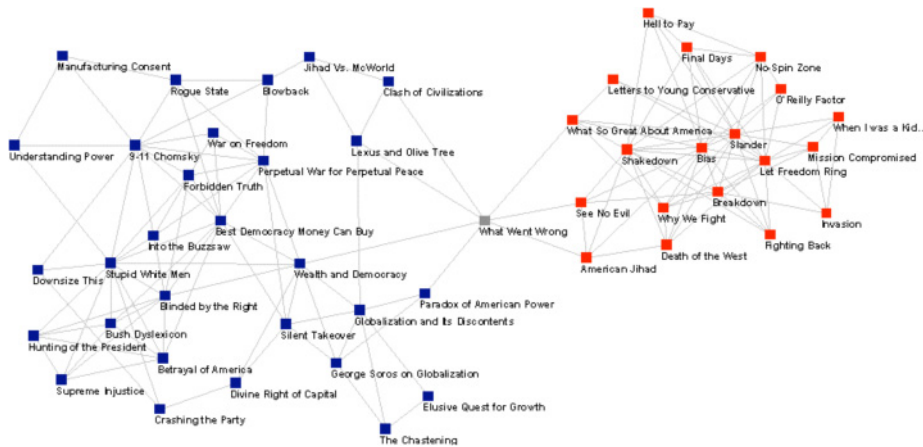 Hell to Pay
Final Days
Manufacturing Consent
Jihad Vs. McWorld
No-Spin Zone
Rogue State
Blowback
Clash of Civilizations
Letters to Young Conservative
O'Reilly Factor
What So Great About America
When I was a Kid...
War on Freedom
Understanding Power
9-11 Chomsky
Lexus and Olive Tree
Slander
Shakedown
Bias
Mission Compromised
Perpetual War for Perpetual Peace
Let Freedom Ring
Forbidden Truth
Breakdown
See No Evil
Why We Fight
Invasion
Best Democracy Money Can Buy
What Went Wrong
Into the Buzzsaw
Fighting Back
Death of the West
American Jihad
Downsize This
Stupid White Men
Wealth and Democracy
Blinded by the Right
Paradox of American Power
Globalization and Its Discontents
Bush Dyslexicon
Silent Takeover
Hunting of the President
Betrayal of America
George Soros on Globalization
Supreme Injustice
Divine Right of Capital
Elusive Quest for Growth
Crashing the Party
The Chastening